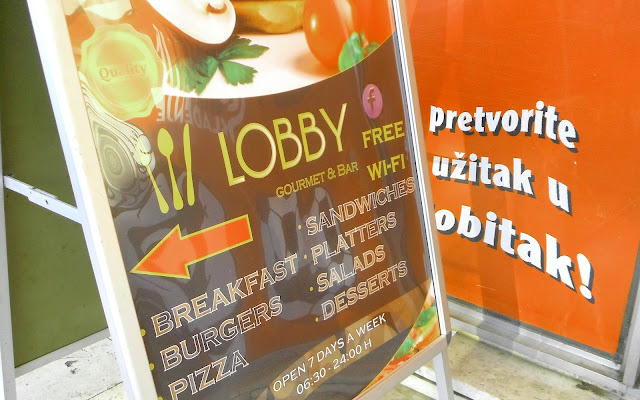 Quality
LOBBY
GOURMET & BAR
f
FREE
WI-FI
BREAKFAST
BURGERS
PIZZA
· SANDWICHES
· PLATTERS
· SALADS
· DESSERTS
OPEN 7 DAYS A WEEK
06:30 - 24:00 H
pretvorite
užitak u
obitak!